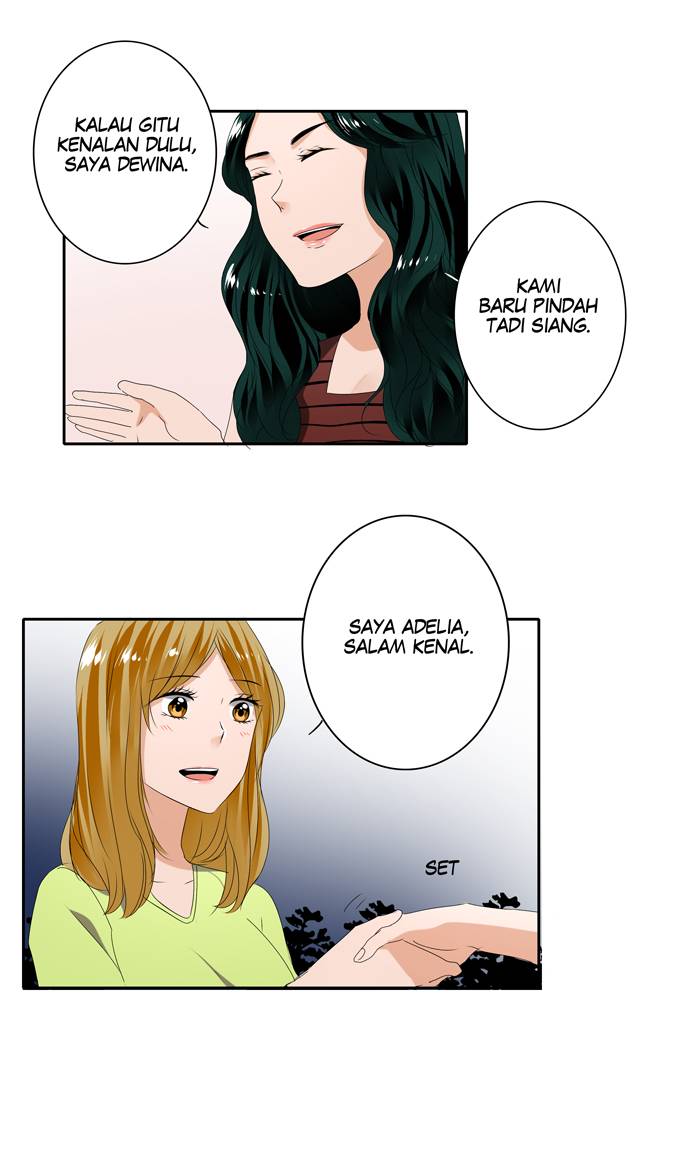 KALAU GITU
KENALAN DULU,
SAYA DEWINA.
KAMI
BARU PINDAH
TADI SIANG.
SAYA ADELIA,
SALAM KENAL.
SET